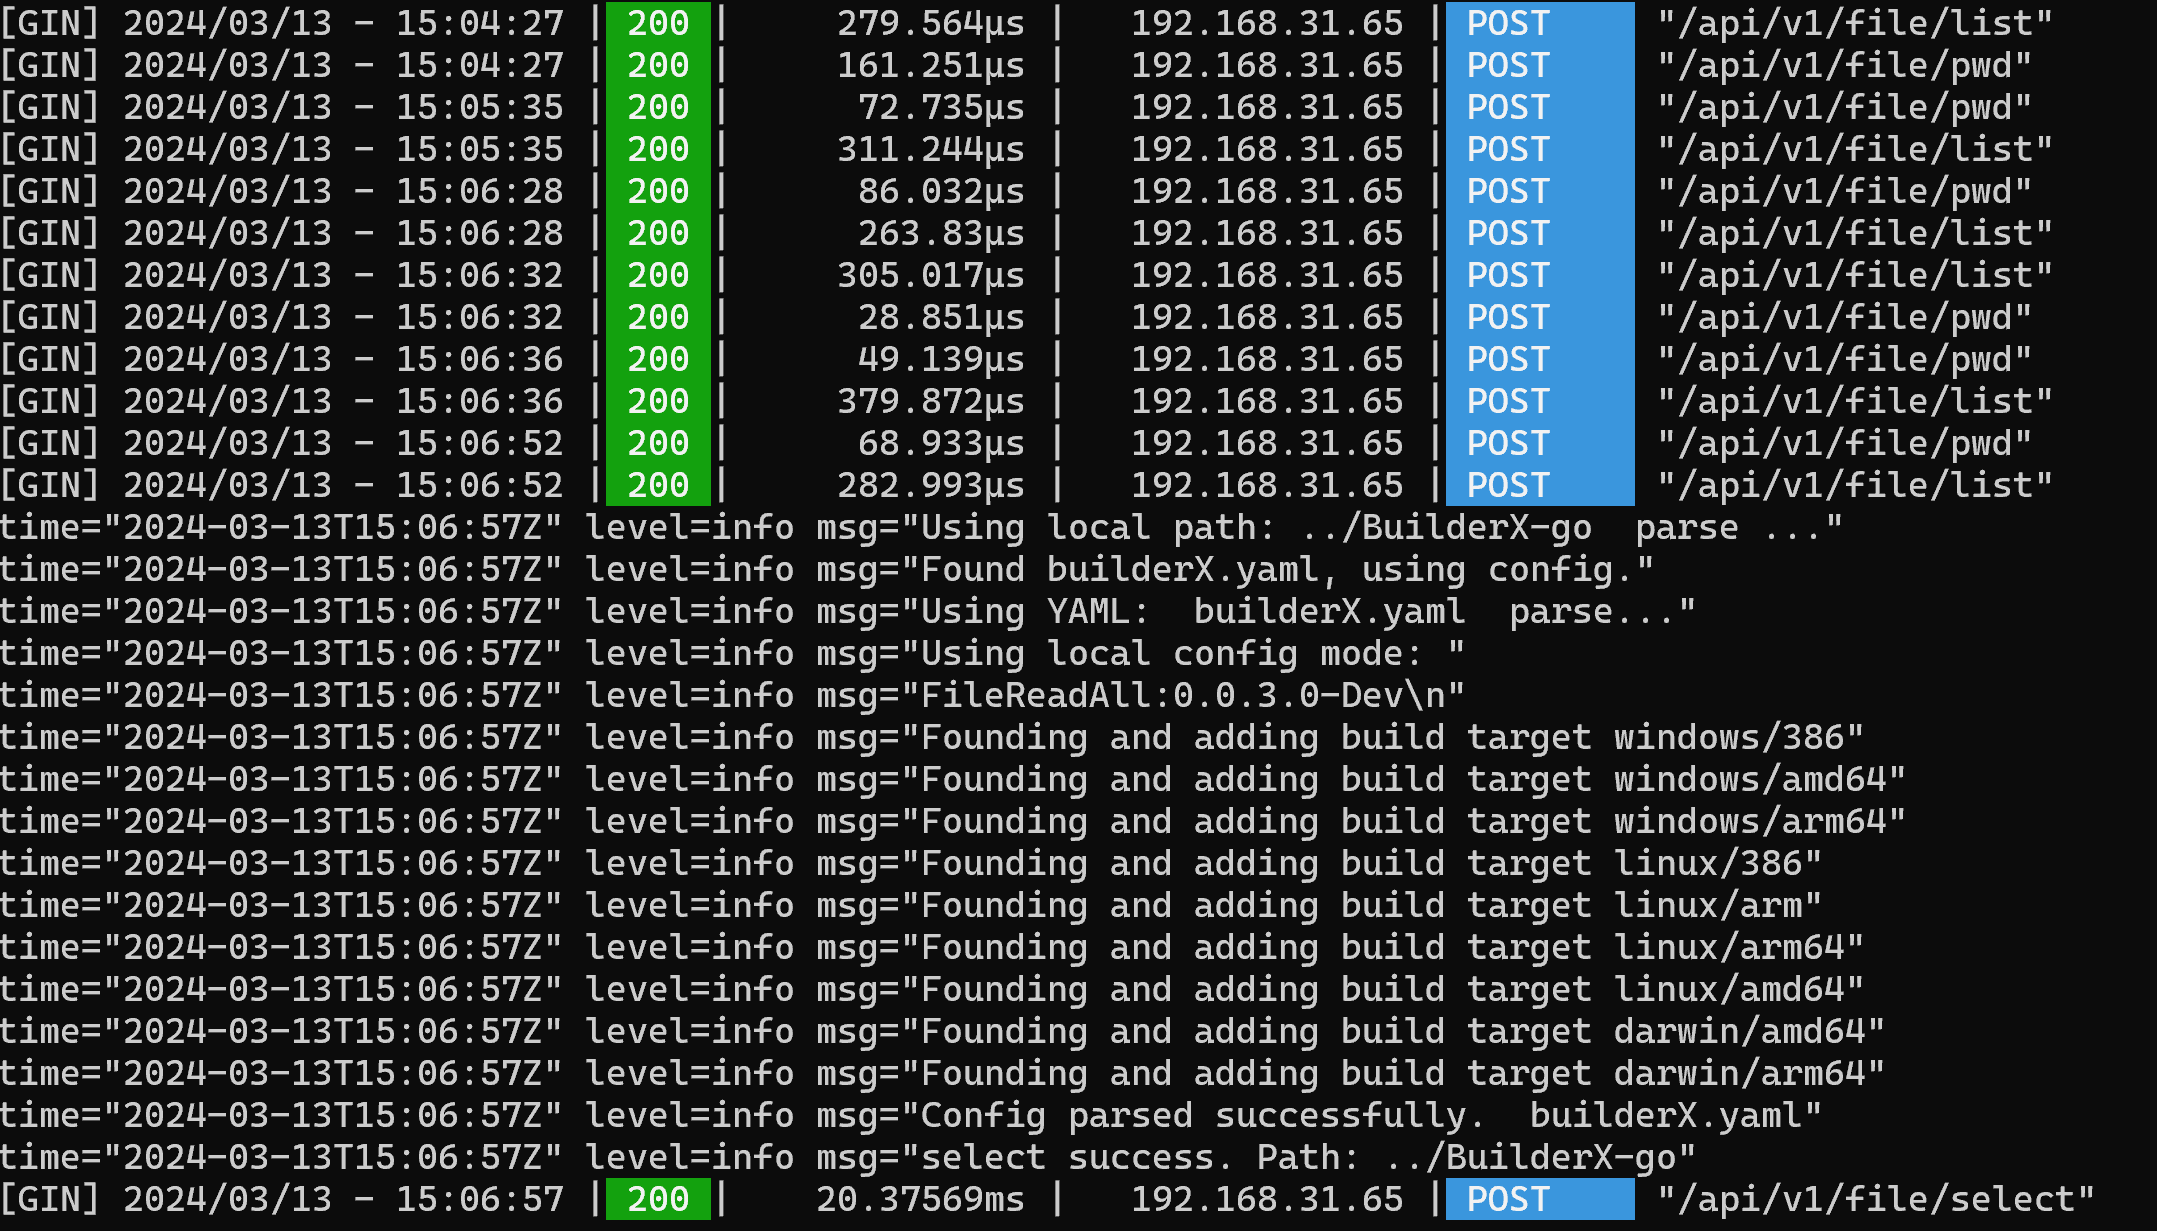 [GIN] 2024/03/13 - 15:04:27 | 200 |     279.564µs |   192.168.31.65 | POST     "/api/v1/file/list"
[GIN] 2024/03/13 - 15:04:27 | 200 |     161.251µs |   192.168.31.65 | POST     "/api/v1/file/pwd"
[GIN] 2024/03/13 - 15:05:35 | 200 |      72.735µs |   192.168.31.65 | POST     "/api/v1/file/pwd"
[GIN] 2024/03/13 - 15:05:35 | 200 |     311.244µs |   192.168.31.65 | POST     "/api/v1/file/list"
[GIN] 2024/03/13 - 15:06:28 | 200 |      86.032µs |   192.168.31.65 | POST     "/api/v1/file/pwd"
[GIN] 2024/03/13 - 15:06:28 | 200 |      263.83µs |   192.168.31.65 | POST     "/api/v1/file/list"
[GIN] 2024/03/13 - 15:06:32 | 200 |     305.017µs |   192.168.31.65 | POST     "/api/v1/file/list"
[GIN] 2024/03/13 - 15:06:32 | 200 |      28.851µs |   192.168.31.65 | POST     "/api/v1/file/pwd"
[GIN] 2024/03/13 - 15:06:36 | 200 |      49.139µs |   192.168.31.65 | POST     "/api/v1/file/pwd"
[GIN] 2024/03/13 - 15:06:36 | 200 |     379.872µs |   192.168.31.65 | POST     "/api/v1/file/list"
[GIN] 2024/03/13 - 15:06:52 | 200 |      68.933µs |   192.168.31.65 | POST     "/api/v1/file/pwd"
[GIN] 2024/03/13 - 15:06:52 | 200 |     282.993µs |   192.168.31.65 | POST     "/api/v1/file/list"
time="2024-03-13T15:06:57Z" level=info msg="Using local path: ../BuilderX-go  parse ..."
time="2024-03-13T15:06:57Z" level=info msg="Found builderX.yaml, using config."
time="2024-03-13T15:06:57Z" level=info msg="Using YAML:  builderX.yaml  parse..."
time="2024-03-13T15:06:57Z" level=info msg="Using local config mode: "
time="2024-03-13T15:06:57Z" level=info msg="FileReadAll:0.0.3.0-Dev\n"
time="2024-03-13T15:06:57Z" level=info msg="Founding and adding build target windows/386"
time="2024-03-13T15:06:57Z" level=info msg="Founding and adding build target windows/amd64"
time="2024-03-13T15:06:57Z" level=info msg="Founding and adding build target windows/arm64"
time="2024-03-13T15:06:57Z" level=info msg="Founding and adding build target linux/386"
time="2024-03-13T15:06:57Z" level=info msg="Founding and adding build target linux/arm"
time="2024-03-13T15:06:57Z" level=info msg="Founding and adding build target linux/arm64"
time="2024-03-13T15:06:57Z" level=info msg="Founding and adding build target linux/amd64"
time="2024-03-13T15:06:57Z" level=info msg="Founding and adding build target darwin/amd64"
time="2024-03-13T15:06:57Z" level=info msg="Founding and adding build target darwin/arm64"
time="2024-03-13T15:06:57Z" level=info msg="Config parsed successfully.  builderX.yaml"
time="2024-03-13T15:06:57Z" level=info msg="select success. Path: ../BuilderX-go"
[GIN] 2024/03/13 - 15:06:57 | 200 |    20.37569ms |   192.168.31.65 | POST     "/api/v1/file/select"